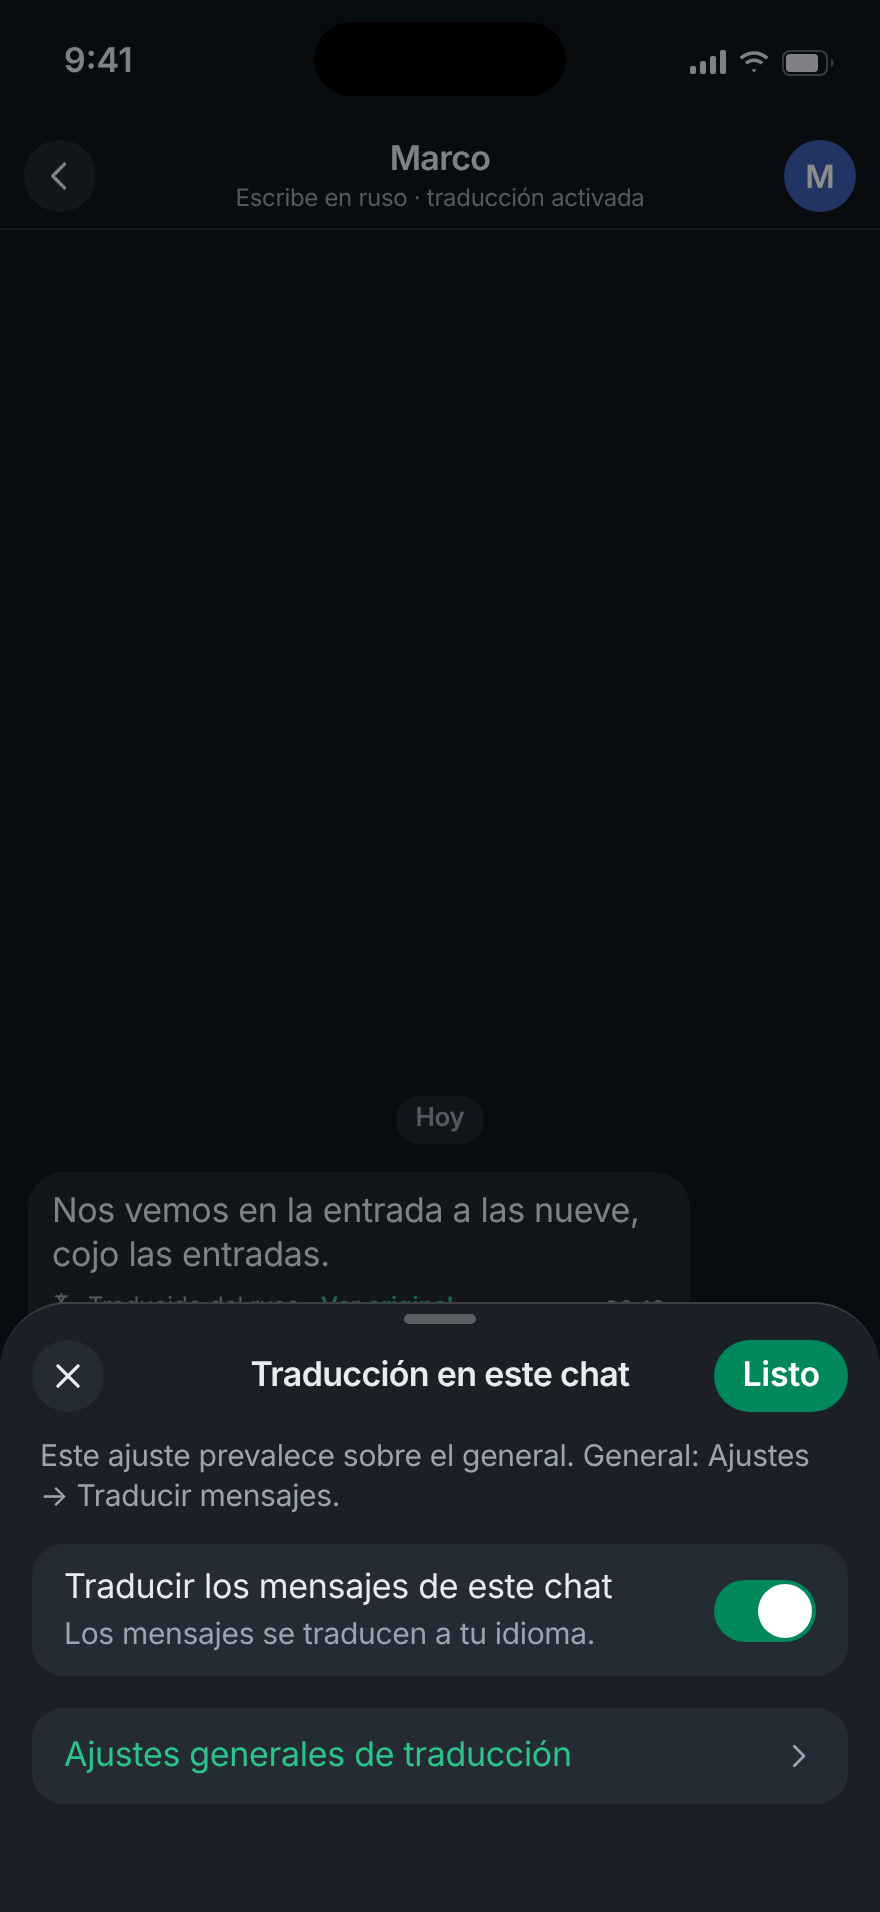 9:41
Marco
Escribe en ruso · traducción activada
M
Hoy
Nos vemos en la entrada a las nueve,
cojo las entradas.
Traducción en este chat
Listo
Este ajuste prevalece sobre el general. General: Ajustes
→ Traducir mensajes.
Traducir los mensajes de este chat
Los mensajes se traducen a tu idioma.
Ajustes generales de traducción